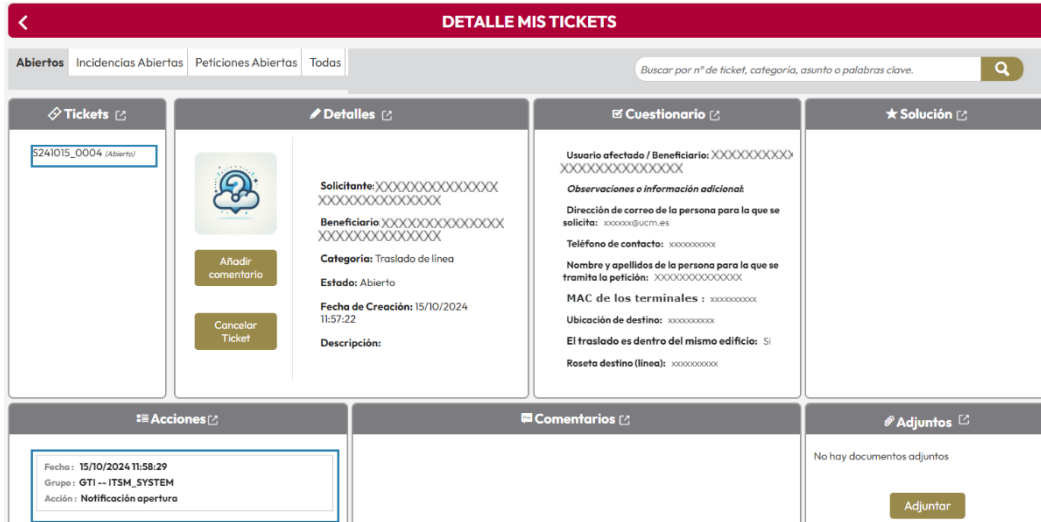 DETALLE MIS TICKETS
Abiertos Incidencias Abiertas Peticiones Abiertas Todas
Buscar por nº de ticket, categoría, asunto o palabras clave.
Tickets
S241015_0004 (Abierto)
Detalles
Añadir
comentario
Cancelar
Ticket
Solicitante:XXXXXXXXXXXXXX
XXXXXXXXXXXXXX
Beneficiario:XXXXXXXXXXXXXX
XXXXXXXXXXXXXX
Categoría: Traslado de línea
Estado: Abierto
Fecha de Creación: 15/10/2024
11:57:22
Descripción:
Cuestionario
Usuario afectado / Beneficiario: XXXXXXXXXX
XXXXXXXXXXXXXX
Observaciones o información adicional:
Dirección de correo de la persona para la que se
solicita: xxxxxx@ucm.es
Teléfono de contacto: xxxxxxxxxx
Nombre y apellidos de la persona para la que se
tramita la petición: XXXXXXXXXXXXXX
MAC de los terminales : xxxxxxxxxx
Ubicación de destino: xxxxxxxxxx
El traslado es dentro del mismo edificio: Si
Roseta destino (línea): xxxxxxxxxx
Solución
Acciones
Fecha : 15/10/2024 11:58:29
Grupo : GTI -- ITSM_SYSTEM
Acción : Notificación apertura
Comentarios
Adjuntos
No hay documentos adjuntos
Adjuntar